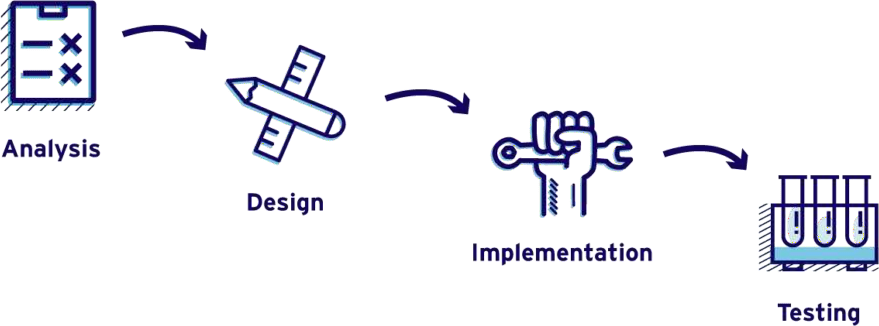 Analysis
Design
Implementation
Testing